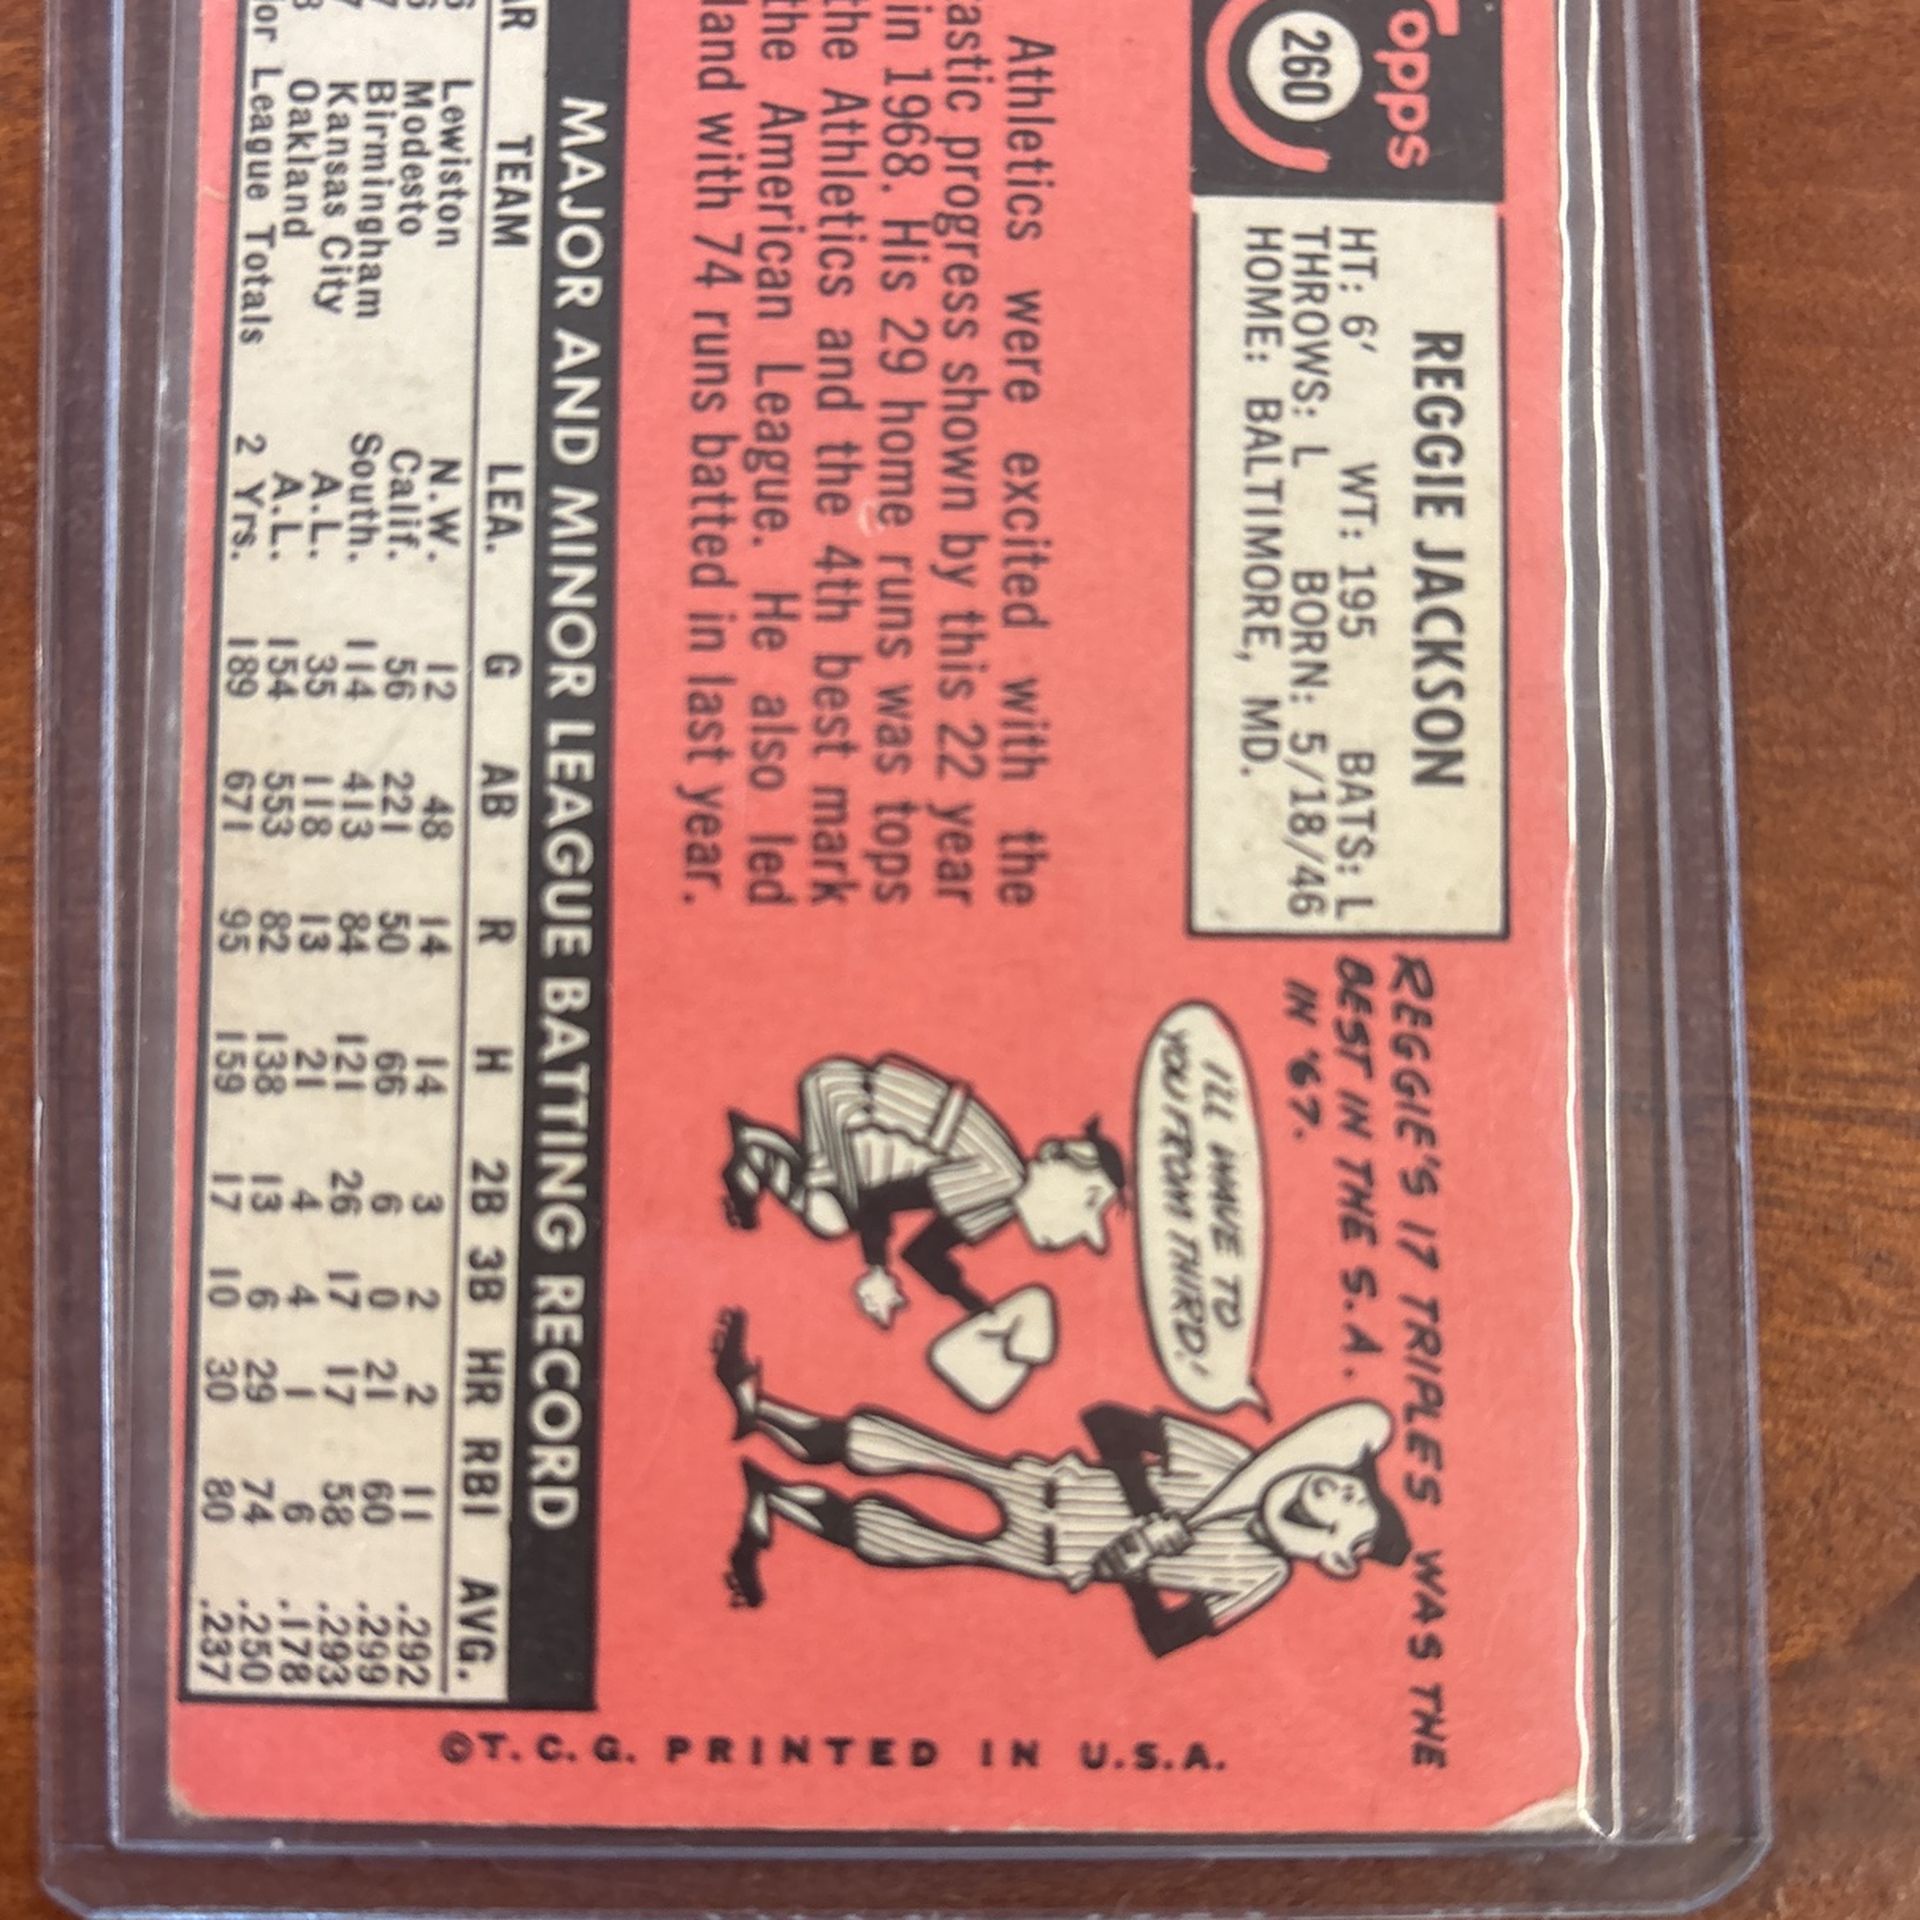 Topps
260
REGGIE JACKSON
HT: 6' WT: 195 BATS: L
THROWS: L BORN: 5/18/46
HOME: BALTIMORE, MD.
REGGIE'S 17 TRIPLES WAS THE
BEST IN THE S.A.
IN '67.
I'LL WAVE TO
YOU FROM THIRD!
Athletics were excited with the
astic progress shown by this 22 year
in 1968. His 29 home runs was tops
the Athletics and the 4th best mark
the American League. He also led
land with 74 runs batted in last year.
MAJOR AND MINOR LEAGUE BATTING RECORD
AR TEAM LEA. G AB R H 2B 3B HR RBI AVG.
6 Lewiston N.W. 12 48 14 14 3 2 2 11 .292
6 Modesto Calif. 56 221 50 66 6 0 21 60 .299
7 Birmingham South. 114 413 84 121 26 17 17 58 .293
7 Kansas City A.L. 35 118 13 21 4 4 1 6 .178
8 Oakland A.L. 154 553 82 138 13 6 29 74 .250
or League Totals 2 Yrs. 189 671 95 159 17 10 30 80 .237
©T.C.G. PRINTED IN U.S.A.